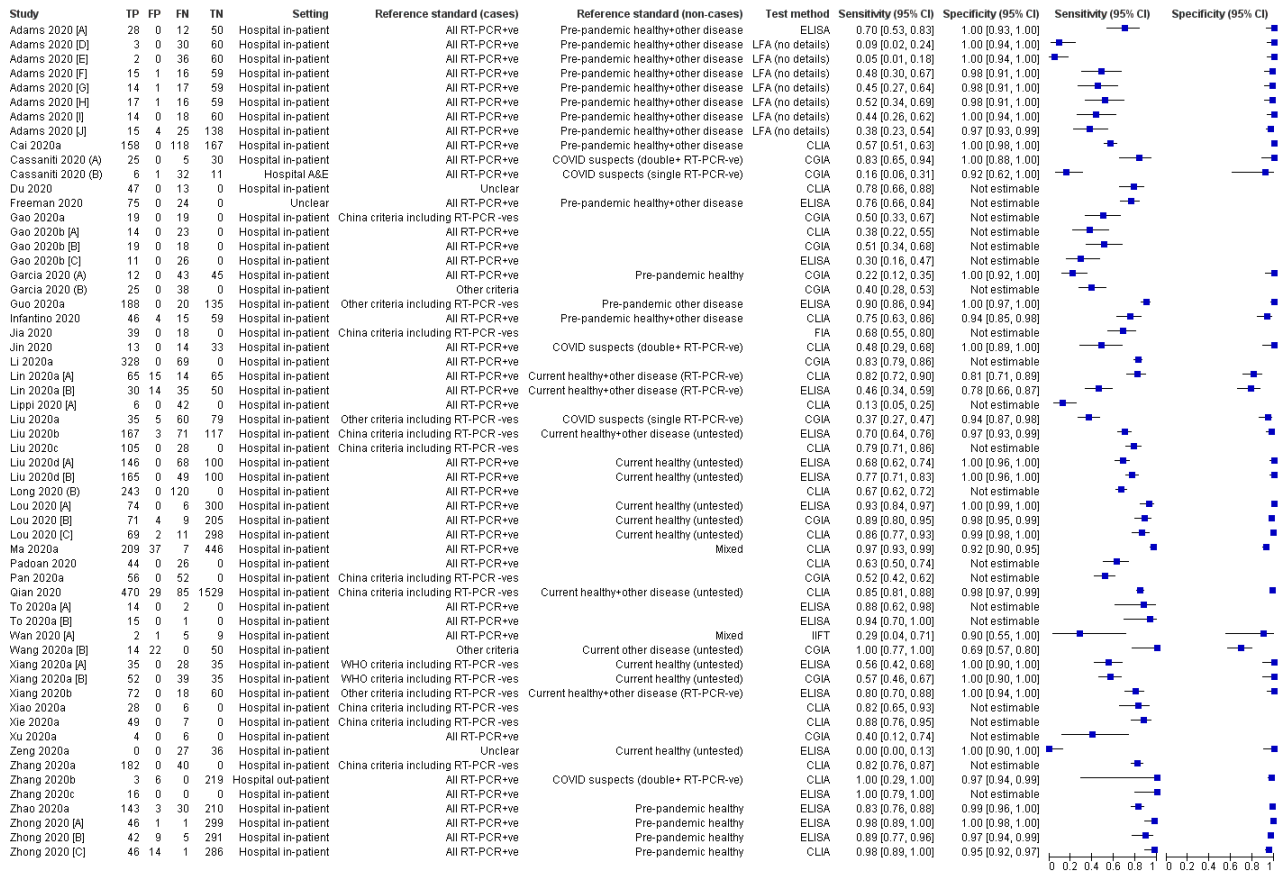 Study TP FP FN TN Setting Reference standard (cases) Reference standard (non-cases) Test method Sensitivity (95% CI) Specificity (95% CI) Sensitivity (95% CI) Specificity (95% CI)
Adams 2020 [A] 28 0 12 50 Hospital in-patient All RT-PCR+ve Pre-pandemic healthy+other disease ELISA 0.70 [0.53, 0.83] 1.00 [0.93, 1.00]
Adams 2020 [D] 3 0 30 60 Hospital in-patient All RT-PCR+ve Pre-pandemic healthy+other disease LFA (no details) 0.09 [0.02, 0.24] 1.00 [0.94, 1.00]
Adams 2020 [E] 2 0 36 60 Hospital in-patient All RT-PCR+ve Pre-pandemic healthy+other disease LFA (no details) 0.05 [0.01, 0.18] 1.00 [0.94, 1.00]
Adams 2020 [F] 15 1 16 59 Hospital in-patient All RT-PCR+ve Pre-pandemic healthy+other disease LFA (no details) 0.48 [0.30, 0.67] 0.98 [0.91, 1.00]
Adams 2020 [G] 14 1 17 59 Hospital in-patient All RT-PCR+ve Pre-pandemic healthy+other disease LFA (no details) 0.45 [0.27, 0.64] 0.98 [0.91, 1.00]
Adams 2020 [H] 17 1 16 59 Hospital in-patient All RT-PCR+ve Pre-pandemic healthy+other disease LFA (no details) 0.52 [0.34, 0.69] 0.98 [0.91, 1.00]
Adams 2020 [I] 14 0 18 60 Hospital in-patient All RT-PCR+ve Pre-pandemic healthy+other disease LFA (no details) 0.44 [0.26, 0.62] 1.00 [0.94, 1.00]
Adams 2020 [J] 15 4 25 138 Hospital in-patient All RT-PCR+ve Pre-pandemic healthy+other disease LFA (no details) 0.38 [0.23, 0.54] 0.97 [0.93, 0.99]
Cai 2020a 158 0 118 167 Hospital in-patient All RT-PCR+ve Pre-pandemic healthy+other disease CLIA 0.57 [0.51, 0.63] 1.00 [0.98, 1.00]
Cassaniti 2020 (A) 25 0 5 30 Hospital in-patient All RT-PCR+ve COVID suspects (double+ RT-PCR-ve) CGIA 0.83 [0.65, 0.94] 1.00 [0.88, 1.00]
Cassaniti 2020 (B) 6 1 32 11 Hospital A&E All RT-PCR+ve COVID suspects (single RT-PCR-ve) CGIA 0.16 [0.06, 0.31] 0.92 [0.62, 1.00]
Du 2020 47 0 13 0 Hospital in-patient Unclear CLIA 0.78 [0.66, 0.88] Not estimable
Freeman 2020 75 0 24 0 Unclear All RT-PCR+ve Pre-pandemic healthy+other disease ELISA 0.76 [0.66, 0.84] Not estimable
Gao 2020a 19 0 19 0 Hospital in-patient China criteria including RT-PCR -ves CGIA 0.50 [0.33, 0.67] Not estimable
Gao 2020b [A] 14 0 23 0 Hospital in-patient All RT-PCR+ve CLIA 0.38 [0.22, 0.55] Not estimable
Gao 2020b [B] 19 0 18 0 Hospital in-patient All RT-PCR+ve CGIA 0.51 [0.34, 0.68] Not estimable
Gao 2020b [C] 11 0 26 0 Hospital in-patient All RT-PCR+ve ELISA 0.30 [0.16, 0.47] Not estimable
Garcia 2020 (A) 12 0 43 45 Hospital in-patient All RT-PCR+ve Pre-pandemic healthy CGIA 0.22 [0.12, 0.35] 1.00 [0.92, 1.00]
Garcia 2020 (B) 25 0 38 0 Hospital in-patient Other criteria CGIA 0.40 [0.28, 0.53] Not estimable
Guo 2020a 188 0 20 135 Hospital in-patient Other criteria including RT-PCR -ves Pre-pandemic other disease ELISA 0.90 [0.86, 0.94] 1.00 [0.97, 1.00]
Infantino 2020 46 4 15 59 Hospital in-patient All RT-PCR+ve Pre-pandemic healthy+other disease CLIA 0.75 [0.63, 0.86] 0.94 [0.85, 0.98]
Jia 2020 39 0 18 0 Hospital in-patient China criteria including RT-PCR -ves FIA 0.68 [0.55, 0.80] Not estimable
Jin 2020 13 0 14 33 Hospital in-patient All RT-PCR+ve COVID suspects (double+ RT-PCR-ve) CLIA 0.48 [0.29, 0.68] 1.00 [0.89, 1.00]
Li 2020a 328 0 69 0 Hospital in-patient All RT-PCR+ve CGIA 0.83 [0.79, 0.86] Not estimable
Lin 2020a [A] 65 15 14 65 Hospital in-patient All RT-PCR+ve Current healthy+other disease (RT-PCR-ve) CLIA 0.82 [0.72, 0.90] 0.81 [0.71, 0.89]
Lin 2020a [B] 30 14 35 50 Hospital in-patient All RT-PCR+ve Current healthy+other disease (RT-PCR-ve) ELISA 0.46 [0.34, 0.59] 0.78 [0.66, 0.87]
Lippi 2020 [A] 6 0 42 0 Hospital in-patient All RT-PCR+ve CLIA 0.13 [0.05, 0.25] Not estimable
Liu 2020a 35 5 60 79 Hospital in-patient Other criteria including RT-PCR -ves COVID suspects (single RT-PCR-ve) CGIA 0.37 [0.27, 0.47] 0.94 [0.87, 0.98]
Liu 2020b 167 3 71 117 Hospital in-patient China criteria including RT-PCR -ves Current healthy+other disease (untested) ELISA 0.70 [0.64, 0.76] 0.97 [0.93, 0.99]
Liu 2020c 105 0 28 0 Hospital in-patient China criteria including RT-PCR -ves CLIA 0.79 [0.71, 0.86] Not estimable
Liu 2020d [A] 146 0 68 100 Hospital in-patient All RT-PCR+ve Current healthy (untested) ELISA 0.68 [0.62, 0.74] 1.00 [0.96, 1.00]
Liu 2020d [B] 165 0 49 100 Hospital in-patient All RT-PCR+ve Current healthy (untested) ELISA 0.77 [0.71, 0.83] 1.00 [0.96, 1.00]
Long 2020 (B) 243 0 120 0 Hospital in-patient All RT-PCR+ve CLIA 0.67 [0.62, 0.72] Not estimable
Lou 2020 [A] 74 0 6 300 Hospital in-patient All RT-PCR+ve Current healthy (untested) ELISA 0.93 [0.84, 0.97] 1.00 [0.99, 1.00]
Lou 2020 [B] 71 4 9 205 Hospital in-patient All RT-PCR+ve Current healthy (untested) CGIA 0.89 [0.80, 0.95] 0.98 [0.95, 0.99]
Lou 2020 [C] 69 2 11 298 Hospital in-patient All RT-PCR+ve Current healthy (untested) CLIA 0.86 [0.77, 0.93] 0.99 [0.98, 1.00]
Ma 2020a 209 37 7 446 Hospital in-patient All RT-PCR+ve Mixed CLIA 0.97 [0.93, 0.99] 0.92 [0.90, 0.95]
Padoan 2020 44 0 26 0 Hospital in-patient All RT-PCR+ve CLIA 0.63 [0.50, 0.74] Not estimable
Pan 2020a 56 0 52 0 Hospital in-patient China criteria including RT-PCR -ves CGIA 0.52 [0.42, 0.62] Not estimable
Qian 2020 470 29 85 1529 Hospital in-patient China criteria including RT-PCR -ves Current healthy+other disease (untested) CLIA 0.85 [0.81, 0.88] 0.98 [0.97, 0.99]
To 2020a [A] 14 0 2 0 Hospital in-patient All RT-PCR+ve ELISA 0.88 [0.62, 0.98] Not estimable
To 2020a [B] 15 0 1 0 Hospital in-patient All RT-PCR+ve ELISA 0.94 [0.70, 1.00] Not estimable
Wan 2020 [A] 2 1 5 9 Hospital in-patient All RT-PCR+ve Mixed IIFT 0.29 [0.04, 0.71] 0.90 [0.55, 1.00]
Wang 2020a [B] 14 22 0 50 Hospital in-patient Other criteria Current other disease (untested) CGIA 1.00 [0.77, 1.00] 0.69 [0.57, 0.80]
Xiang 2020a [A] 35 0 28 35 Hospital in-patient WHO criteria including RT-PCR -ves Current healthy (untested) ELISA 0.56 [0.42, 0.68] 1.00 [0.90, 1.00]
Xiang 2020a [B] 52 0 39 35 Hospital in-patient WHO criteria including RT-PCR -ves Current healthy (untested) CGIA 0.57 [0.46, 0.67] 1.00 [0.90, 1.00]
Xiang 2020b 72 0 18 60 Hospital in-patient Other criteria including RT-PCR -ves Current healthy+other disease (RT-PCR-ve) ELISA 0.80 [0.70, 0.88] 1.00 [0.94, 1.00]
Xiao 2020a 28 0 6 0 Hospital in-patient China criteria including RT-PCR -ves CLIA 0.82 [0.65, 0.93] Not estimable
Xie 2020a 49 0 7 0 Hospital in-patient China criteria including RT-PCR -ves CLIA 0.88 [0.76, 0.95] Not estimable
Xu 2020a 4 0 6 0 Hospital in-patient All RT-PCR+ve CGIA 0.40 [0.12, 0.74] Not estimable
Zeng 2020a 0 0 27 36 Hospital in-patient Unclear Current healthy (untested) ELISA 0.00 [0.00, 0.13] 1.00 [0.90, 1.00]
Zhang 2020a 182 0 40 0 Hospital in-patient China criteria including RT-PCR -ves CLIA 0.82 [0.76, 0.87] Not estimable
Zhang 2020b 3 6 0 219 Hospital out-patient All RT-PCR+ve COVID suspects (double+ RT-PCR-ve) CLIA 1.00 [0.29, 1.00] 0.97 [0.94, 0.99]
Zhang 2020c 16 0 0 0 Hospital in-patient All RT-PCR+ve ELISA 1.00 [0.79, 1.00] Not estimable
Zhao 2020a 143 3 30 210 Hospital in-patient All RT-PCR+ve Pre-pandemic healthy ELISA 0.83 [0.76, 0.88] 0.99 [0.96, 1.00]
Zhong 2020 [A] 46 1 1 299 Hospital in-patient All RT-PCR+ve Pre-pandemic healthy ELISA 0.98 [0.89, 1.00] 1.00 [0.98, 1.00]
Zhong 2020 [B] 42 9 5 291 Hospital in-patient All RT-PCR+ve Pre-pandemic healthy ELISA 0.89 [0.77, 0.96] 0.97 [0.94, 0.99]
Zhong 2020 [C] 46 14 1 286 Hospital in-patient All RT-PCR+ve Pre-pandemic healthy CLIA 0.98 [0.89, 1.00] 0.95 [0.92, 0.97]
0 0.2 0.4 0.6 0.8 1 0 0.2 0.4 0.6 0.8 1